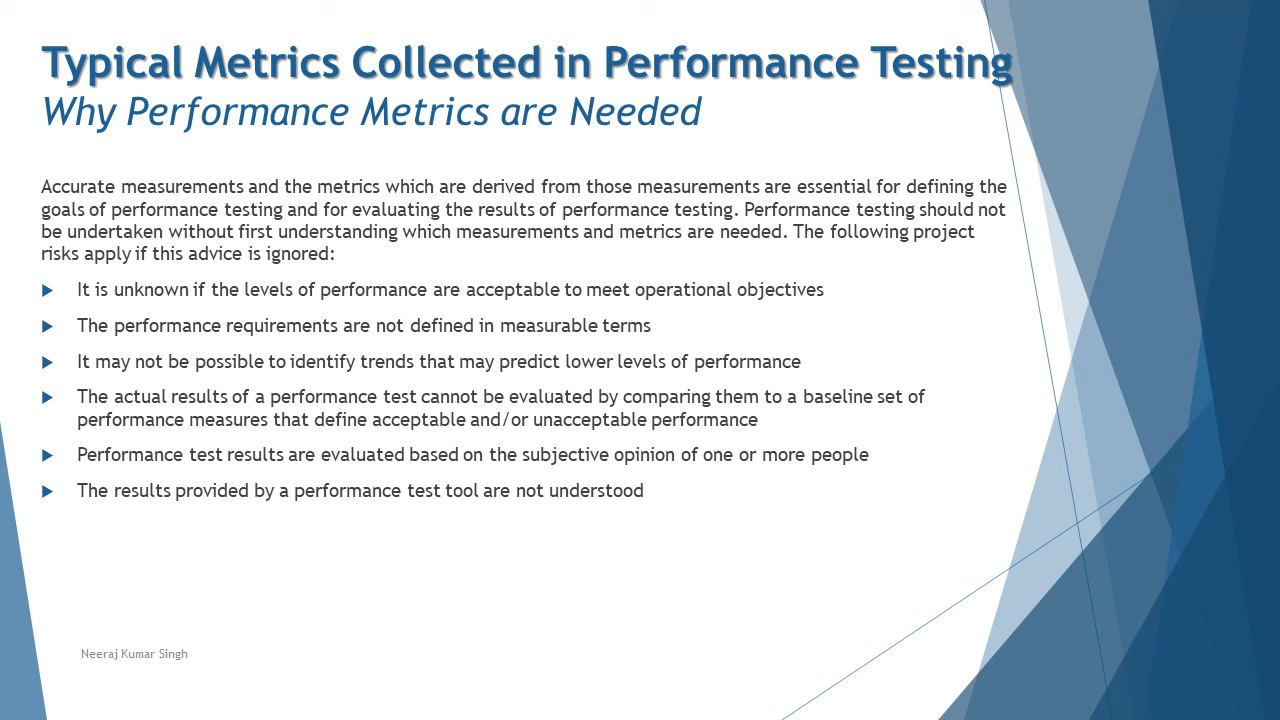 Typical Metrics Collected in Performance Testing
Why Performance Metrics are Needed
Accurate measurements and the metrics which are derived from those measurements are essential for defining the
goals of performance testing and for evaluating the results of performance testing. Performance testing should not
be undertaken without first understanding which measurements and metrics are needed. The following project
risks apply if this advice is ignored:
It is unknown if the levels of performance are acceptable to meet operational objectives
The performance requirements are not defined in measurable terms
It may not be possible to identify trends that may predict lower levels of performance
The actual results of a performance test cannot be evaluated by comparing them to a baseline set of
performance measures that define acceptable and/or unacceptable performance
Performance test results are evaluated based on the subjective opinion of one or more people
The results provided by a performance test tool are not understood
Neeraj Kumar Singh